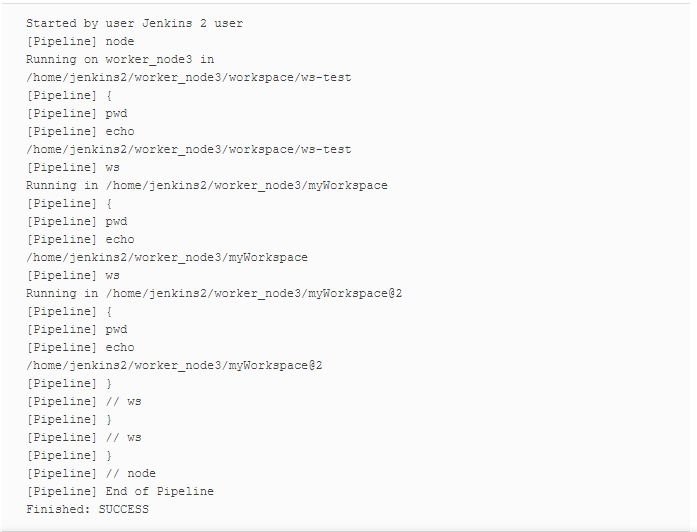 Started by user Jenkins 2 user
[Pipeline] node
Running on worker_node3 in
/home/jenkins2/worker_node3/workspace/ws-test
[Pipeline] {
[Pipeline] pwd
[Pipeline] echo
/home/jenkins2/worker_node3/workspace/ws-test
[Pipeline] ws
Running in /home/jenkins2/worker_node3/myWorkspace
[Pipeline] {
[Pipeline] pwd
[Pipeline] echo
/home/jenkins2/worker_node3/myWorkspace
[Pipeline] ws
Running in /home/jenkins2/worker_node3/myWorkspace@2
[Pipeline] {
[Pipeline] pwd
[Pipeline] echo
/home/jenkins2/worker_node3/myWorkspace@2
[Pipeline] }
[Pipeline] // ws
[Pipeline] }
[Pipeline] // ws
[Pipeline] }
[Pipeline] // node
[Pipeline] End of Pipeline
Finished: SUCCESS